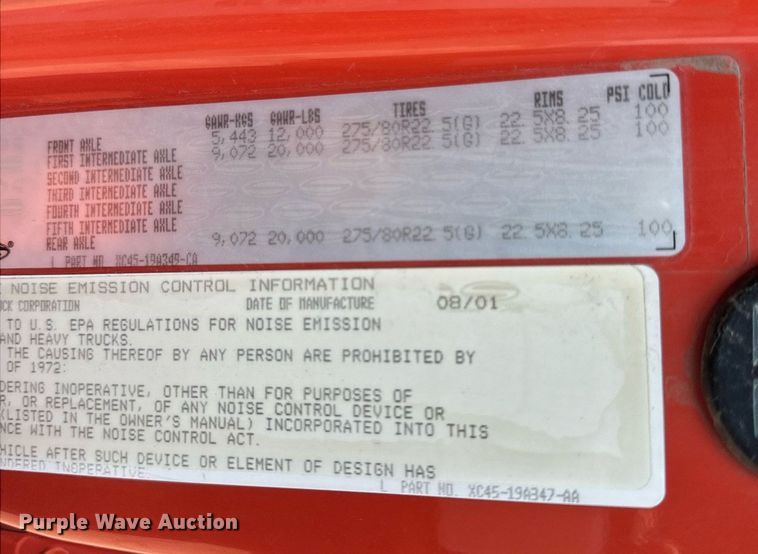 GAWR-KGS GAWR-LBS TIRES RIMS PSI COLD
FRONT AXLE 5,443 12,000 275/80R22.5(G) 22.5X8.25 100
FIRST INTERMEDIATE AXLE 9,072 20,000 275/80R22.5(G) 22.5X8.25 100
SECOND INTERMEDIATE AXLE
THIRD INTERMEDIATE AXLE
FOURTH INTERMEDIATE AXLE
FIFTH INTERMEDIATE AXLE
REAR AXLE 9,072 20,000 275/80R22.5(G) 22.5X8.25 100
L PART NO. XC45-19A349-CA
NOISE EMISSION CONTROL INFORMATION
CORPORATION DATE OF MANUFACTURE 08/01
TO U.S. EPA REGULATIONS FOR NOISE EMISSION
AND HEAVY TRUCKS.
THE CAUSING THEREOF BY ANY PERSON ARE PROHIBITED BY
OF 1972:
DERING INOPERATIVE, OTHER THAN FOR PURPOSES OF
R, OR REPLACEMENT, OF ANY NOISE CONTROL DEVICE OR
(LISTED IN THE OWNER'S MANUAL) INCORPORATED INTO THIS
NCE WITH THE NOISE CONTROL ACT.
HICLE AFTER SUCH DEVICE OR ELEMENT OF DESIGN HAS
NDERED INOPERATIVE.
L PART NO. XC45-19A347-AA
Purple Wave Auction